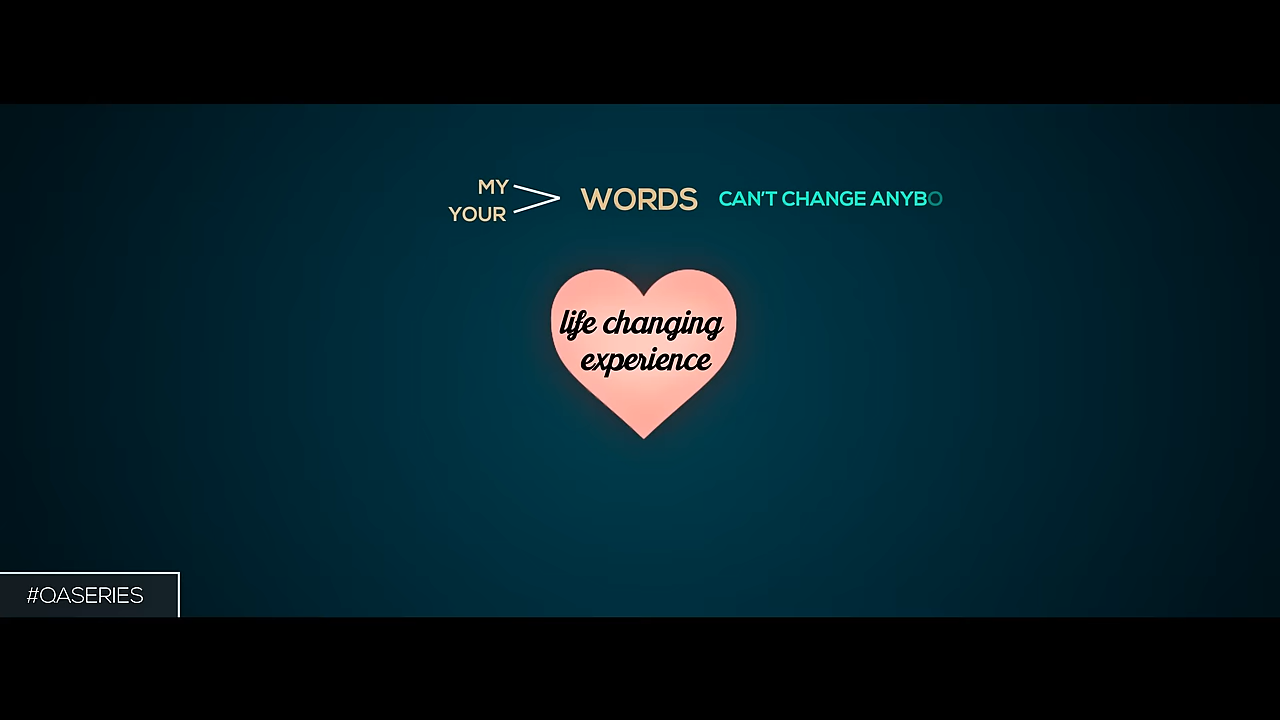 MY
YOUR
WORDS CAN'T CHANGE ANYBO
life changing
experience
#QASERIES